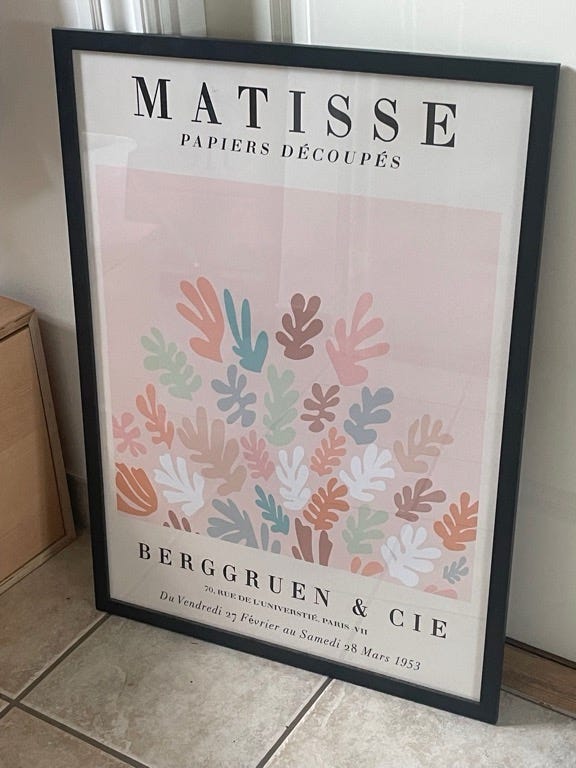 MATISSE
PAPIERS DÉCOUPÉS
BERGGRUEN & CIE
70, RUE DE L'UNIVERSTIÉ, PARIS VII
Du Vendredi 27 Février au Samedi 28 Mars 1953